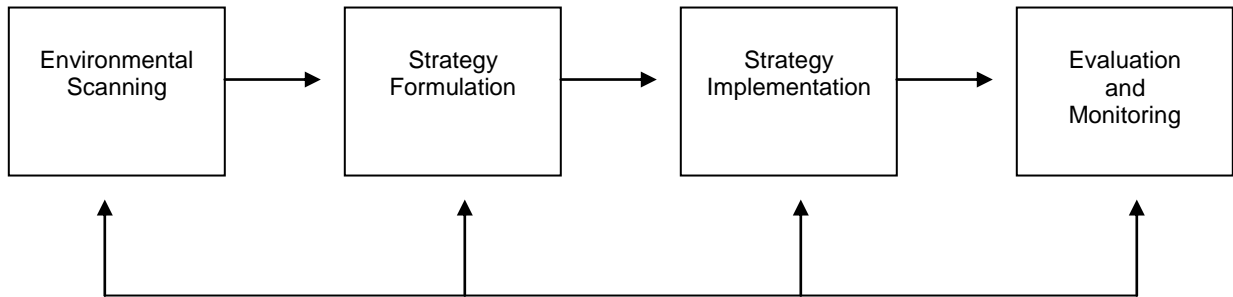 Environmental
Scanning
Strategy
Formulation
Strategy
Implementation
Evaluation
and
Monitoring